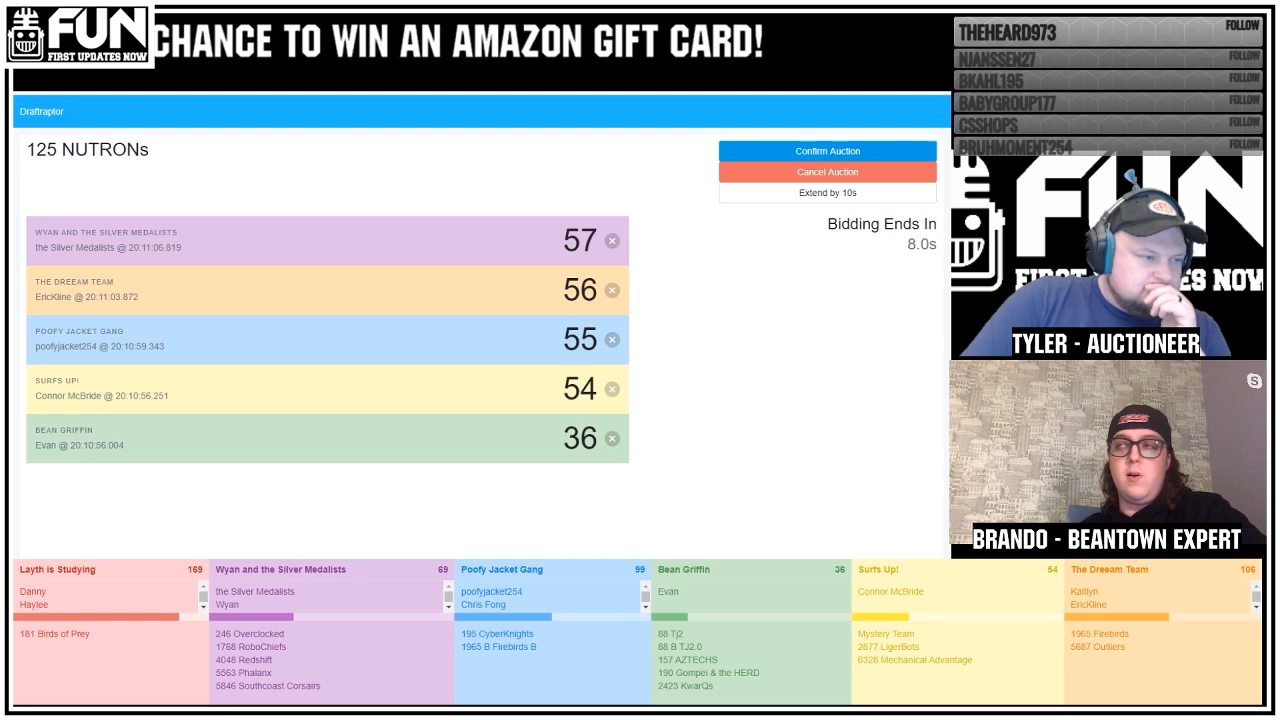 FUN
FIRST UPDATES NOW
CHANCE TO WIN AN AMAZON GIFT CARD!
THEHEARD973 FOLLOW
NJANSSEN27 FOLLOW
BKAHL195 FOLLOW
BABYGROUP177 FOLLOW
CSSHOPS FOLLOW
BRUHMOMENT254 FOLLOW
Draftraptor
125 NUTRONs
Confirm Auction
Cancel Auction
Extend by 10s
Bidding Ends In
8.0s
WYAN AND THE SILVER MEDALISTS
the Silver Medalists @ 20:11:06.819
57
THE DREEAM TEAM
EricKline @ 20:11:03.872
56
POOFY JACKET GANG
poofyjacket254 @ 20:10:59.343
55
SURFS UP!
Connor McBride @ 20:10:56.251
54
BEAN GRIFFIN
Evan @ 20:10:56.004
36
FUN
FIRST UPDATES NOW
TYLER - AUCTIONEER
BRANDO - BEANTOWN EXPERT
Layth is Studying 169
Danny
Haylee
181 Birds of Prey
Wyan and the Silver Medalists 69
the Silver Medalists
Wyan
246 Overclocked
1768 RoboChiefs
4048 Redshift
5563 Phalanx
5846 Southcoast Corsairs
Poofy Jacket Gang 99
poofyjacket254
Chris Fong
195 CyberKnights
1965 B Firebirds B
Bean Griffin 36
Evan
88 Tj2
88 B TJ2.0
157 AZTECHS
190 Gompei & the HERD
2423 KwarQs
Surfs Up! 54
Connor McBride
Mystery Team
2877 LigerBots
6328 Mechanical Advantage
The Dreeam Team 106
Kaitlyn
EricKline
1965 Firebirds
5687 Outliers